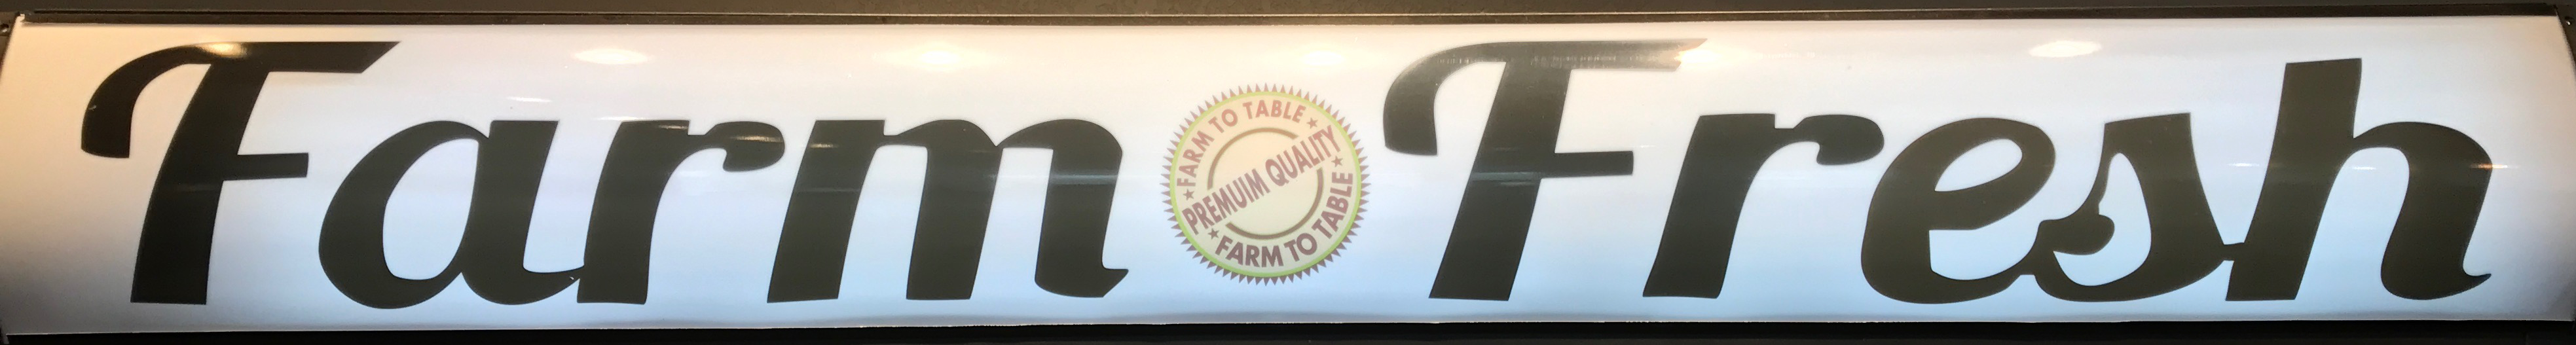 Farm Fresh
★ FARM TO TABLE ★
PREMUIM QUALITY
★ FARM TO TABLE ★